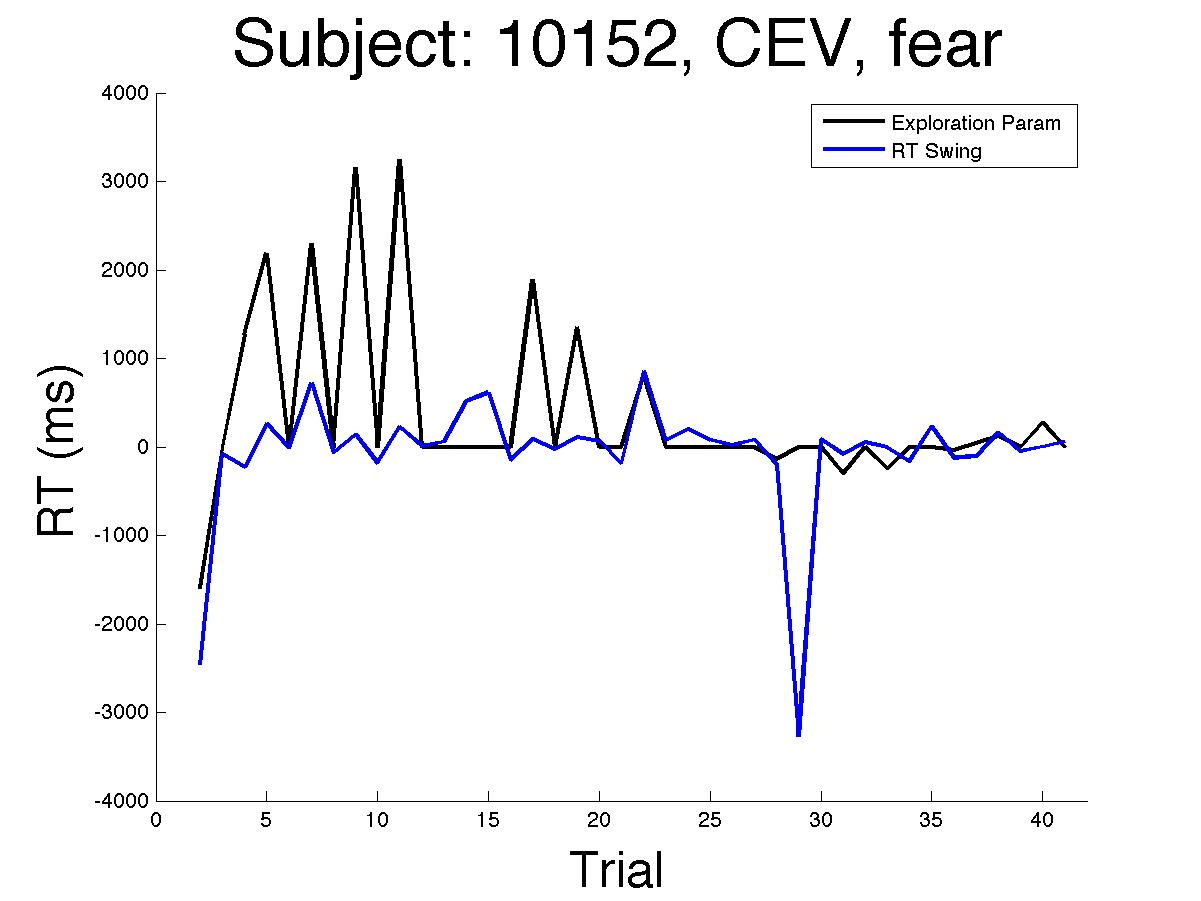 Subject: 10152, CEV, fear
Exploration Param
RT Swing
4000
3000
2000
1000
0
-1000
-2000
-3000
-4000
RT (ms)
0 5 10 15 20 25 30 35 40
Trial